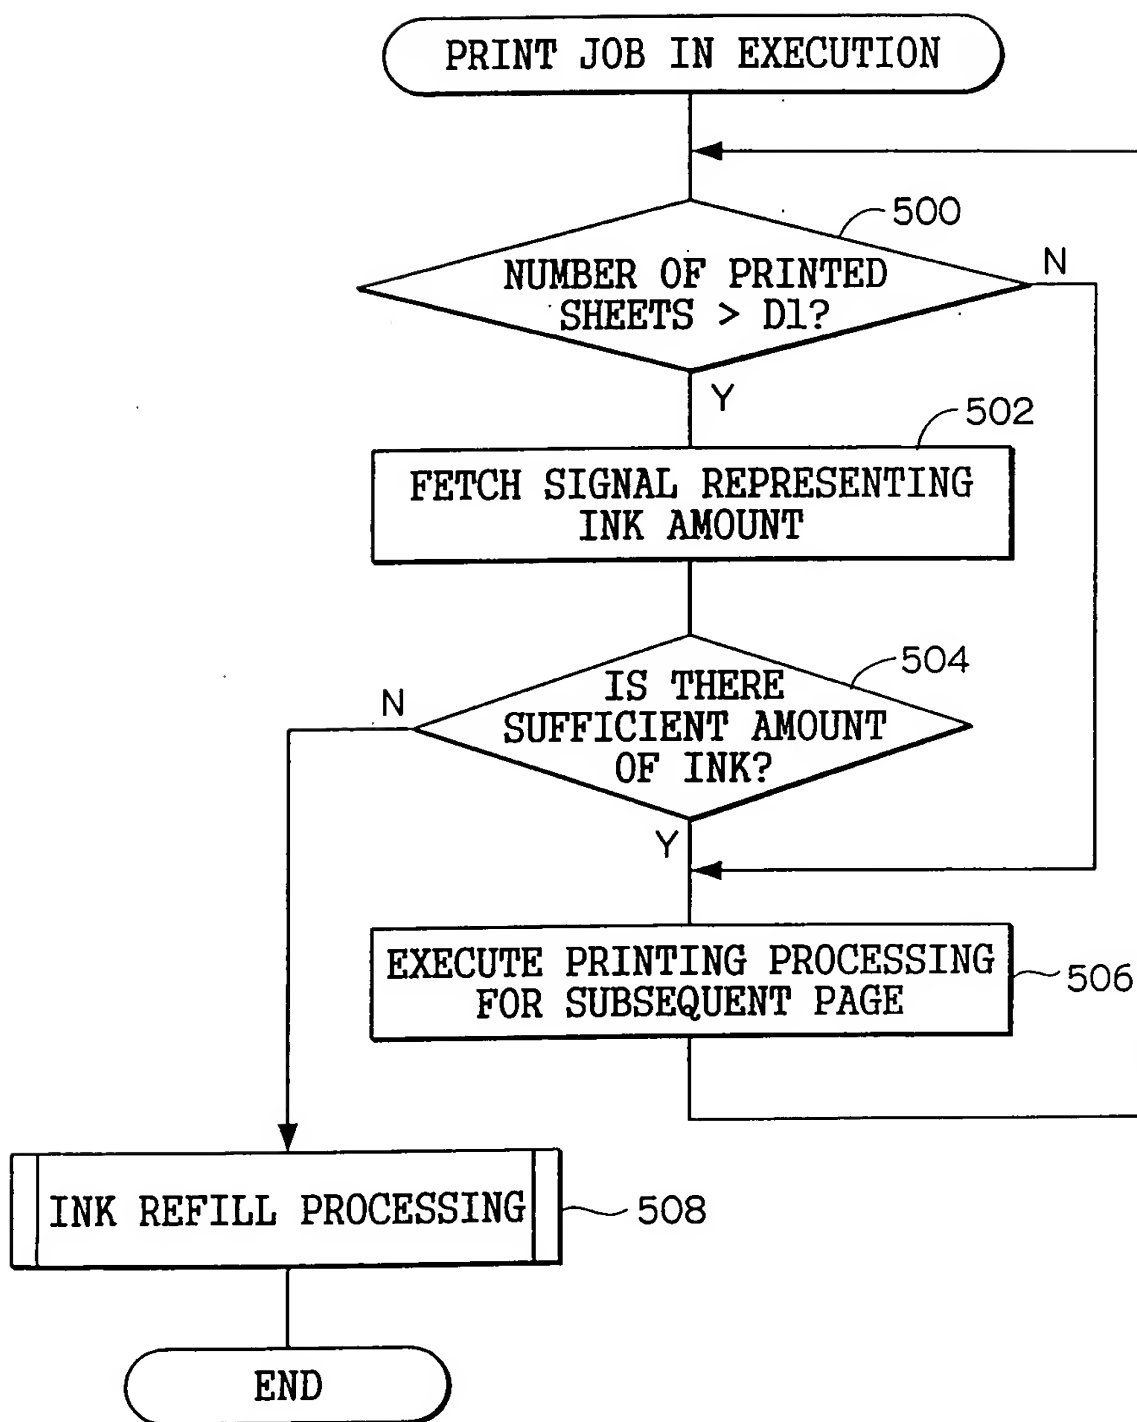 PRINT JOB IN EXECUTION
500
NUMBER OF PRINTED
SHEETS > D1?
N
Y
502
FETCH SIGNAL REPRESENTING
INK AMOUNT
504
IS THERE
SUFFICIENT AMOUNT
OF INK?
N
Y
EXECUTE PRINTING PROCESSING
FOR SUBSEQUENT PAGE
506
INK REFILL PROCESSING
508
END